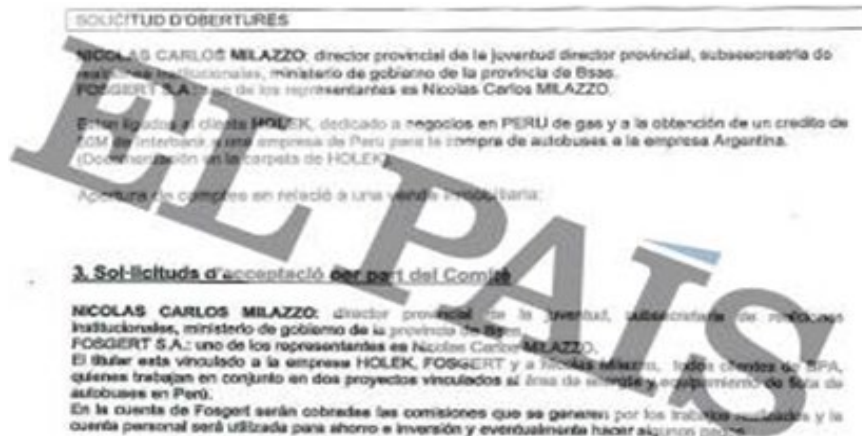 SOLICITUD D'OBERTURES
NICOLAS CARLOS MILAZZO: director provincial de la juventud director provincial, subsecreatria de
relaciones institucionales, ministerio de gobierno de la provincia de Bsas.
FOSGERT S.A.: uno de los representantes es Nicolas Carlos MILAZZO.
Estan ligados al cliente HOLEK, dedicado a negocios en PERU de gas y a la obtención de un credito de
50M de Interbank a una empresa de Perú para la compra de autobuses a la empresa Argentina.
(Documentación en la carpeta de HOLEK)
Apertura de comptes en relació a una venda immobiliaria:
EL PAÍS
3. Sol·licituds d'acceptació per part del Comitè
NICOLAS CARLOS MILAZZO: director provincial de la juventud, subsecretaria de relaciones
institucionales, ministerio de gobierno de la provincia de Bsas.
FOSGERT S.A.: uno de los representantes es Nicolas Carlos MILAZZO.
El titular esta vinculado a la empresa HOLEK, FOSGERT y a Nicolas Milazzo, todos clientes de BPA,
quienes trabajan en conjunto en dos proyectos vinculados al área de energía y equipamiento de flota de
autobuses en Perú.
En la cuenta de Fosgert serán cobradas las comisiones que se generen por los trabajos realizados y la
cuenta personal será utilizada para ahorro e inversión y eventualmente hacer algunos pagos